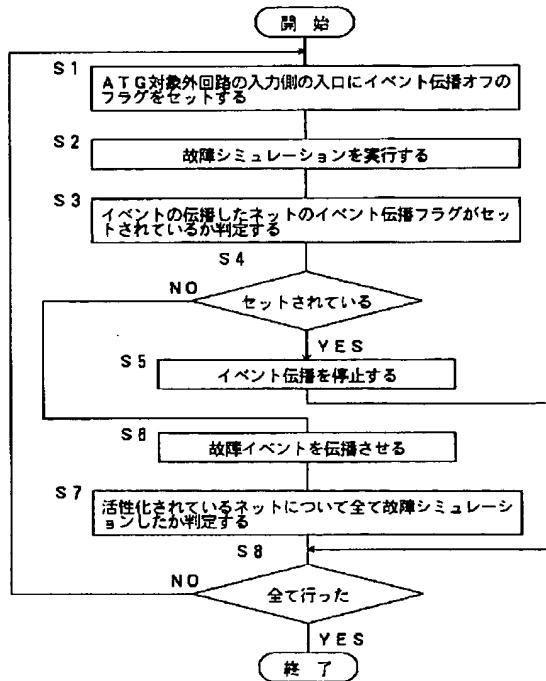 開 始
S1
ATG対象外回路の入力側の入口にイベント伝播オフの
フラグをセットする
S2
故障シミュレーションを実行する
S3
イベントの伝播したネットのイベント伝播フラグがセッ
トされているか判定する
S4
NO
セットされている
YES
S5
イベント伝播を停止する
S6
故障イベントを伝播させる
S7
活性化されているネットについて全て故障シミュレーシ
ョンしたか判定する
S8
NO
全て行った
YES
終 了